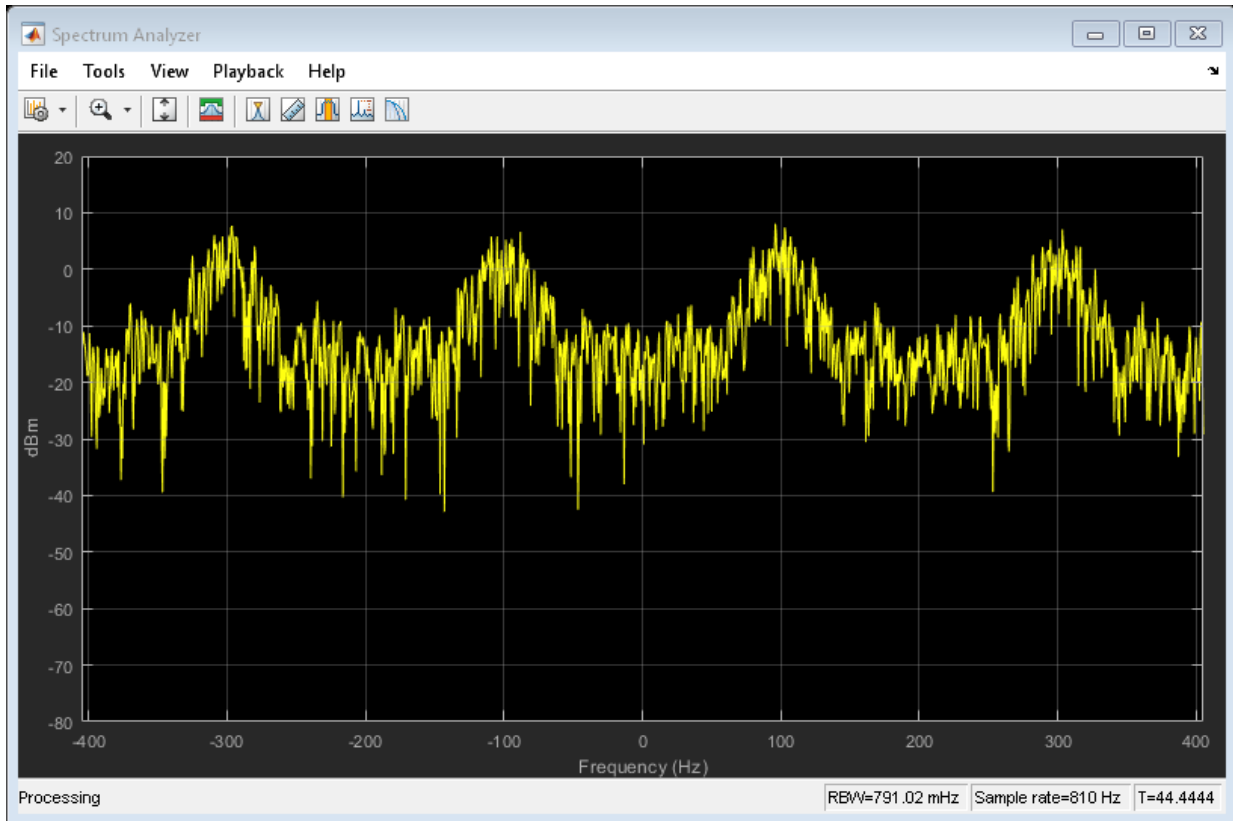 Spectrum Analyzer
File Tools View Playback Help
20
10
0
-10
-20
-30
-40
-50
-60
-70
-80
dBm
-400 -300 -200 -100 0 100 200 300 400
Frequency (Hz)
Processing RBW=791.02 mHz Sample rate=810 Hz T=44.4444